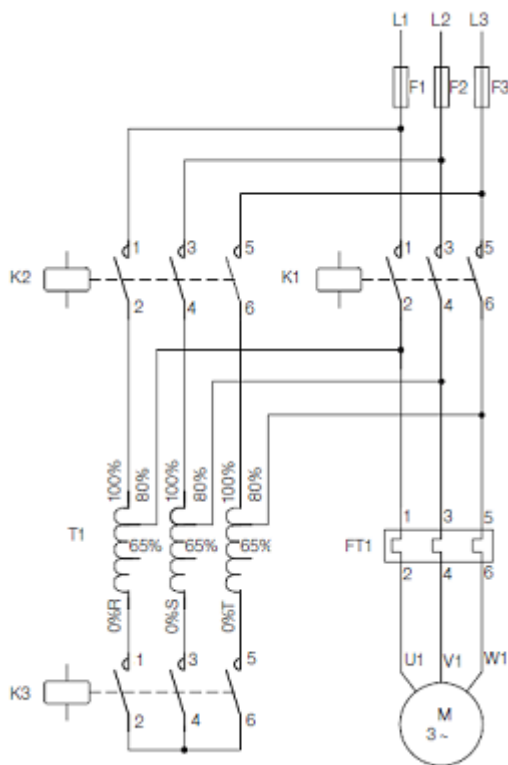 L1 L2 L3
F1 F2 F3
1 3 5 1 3 5
K2 K1
2 4 6 2 4 6
100% 80% 100% 80% 100% 80%
T1 65% 65% 65%
1 3 5
FT1
2 4 6
0%R 0%S 0%T
1 3 5
U1 V1 W1
K3
2 4 6
M
3 ~